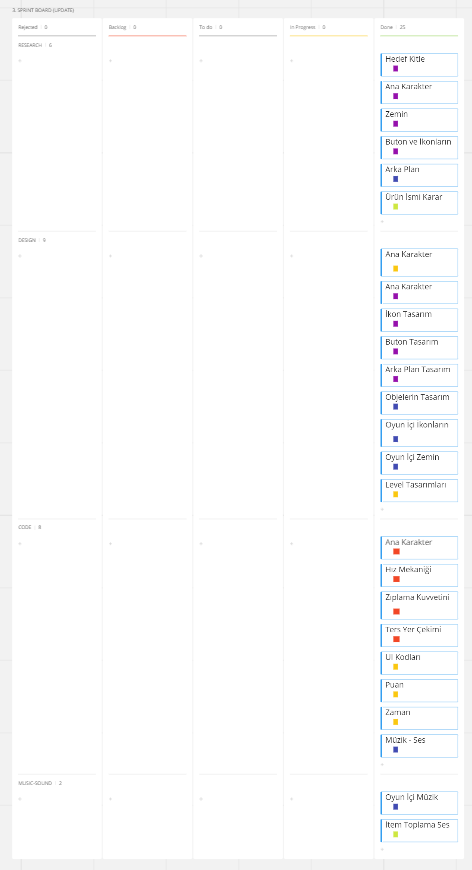 3. SPRINT BOARD (UPDATE)
Rejected 0
Backlog 0
To do 0
In Progress 0
Done 25
RESEARCH 6
Hedef Kitle
Ana Karakter
Zemin
Buton ve İkonların
Arka Plan
Ürün İsmi Karar
DESIGN 9
Ana Karakter
Ana Karakter
İkon Tasarım
Buton Tasarım
Arka Plan Tasarım
Objelerin Tasarım
Oyun İçi İkonların
Oyun İçi Zemin
Level Tasarımları
CODE 8
Ana Karakter
Hız Mekaniği
Zıplama Kuvvetini
Ters Yer Çekimi
UI Kodları
Puan
Zaman
Müzik - Ses
MUSIC-SOUND 2
Oyun İçi Müzik
İtem Toplama Ses